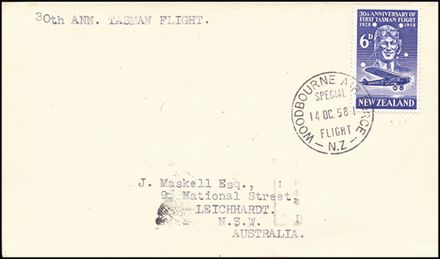 30th ANN. TASMAN FLIGHT.
30th ANNIVERSARY OF
FIRST TASMAN FLIGHT
1928 1958
6D
NEW ZEALAND
WOODBOURNE FORCE
SPECIAL
14 OC. 58
FLIGHT
N.Z.
J. Maskell Esq.,
National Street,
LEICHHARDT.
N.S.W.
AUSTRALIA.